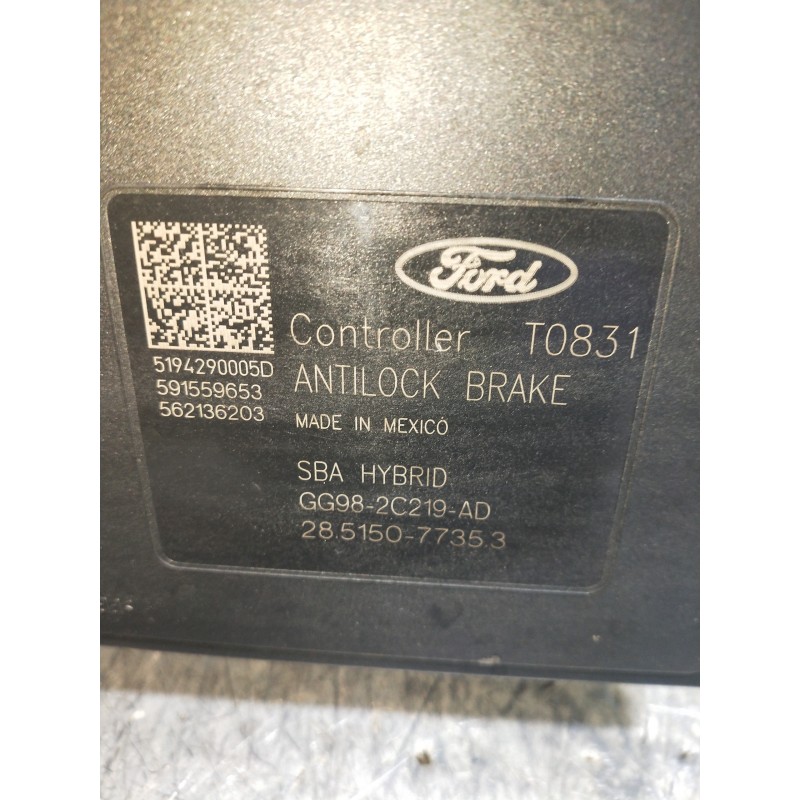 Ford
Controller T0831
5194290005D
ANTILOCK BRAKE
591559653
562136203
MADE IN MEXICÓ
SBA HYBRID
GG98-2C219-AD
28.5150-7735.3